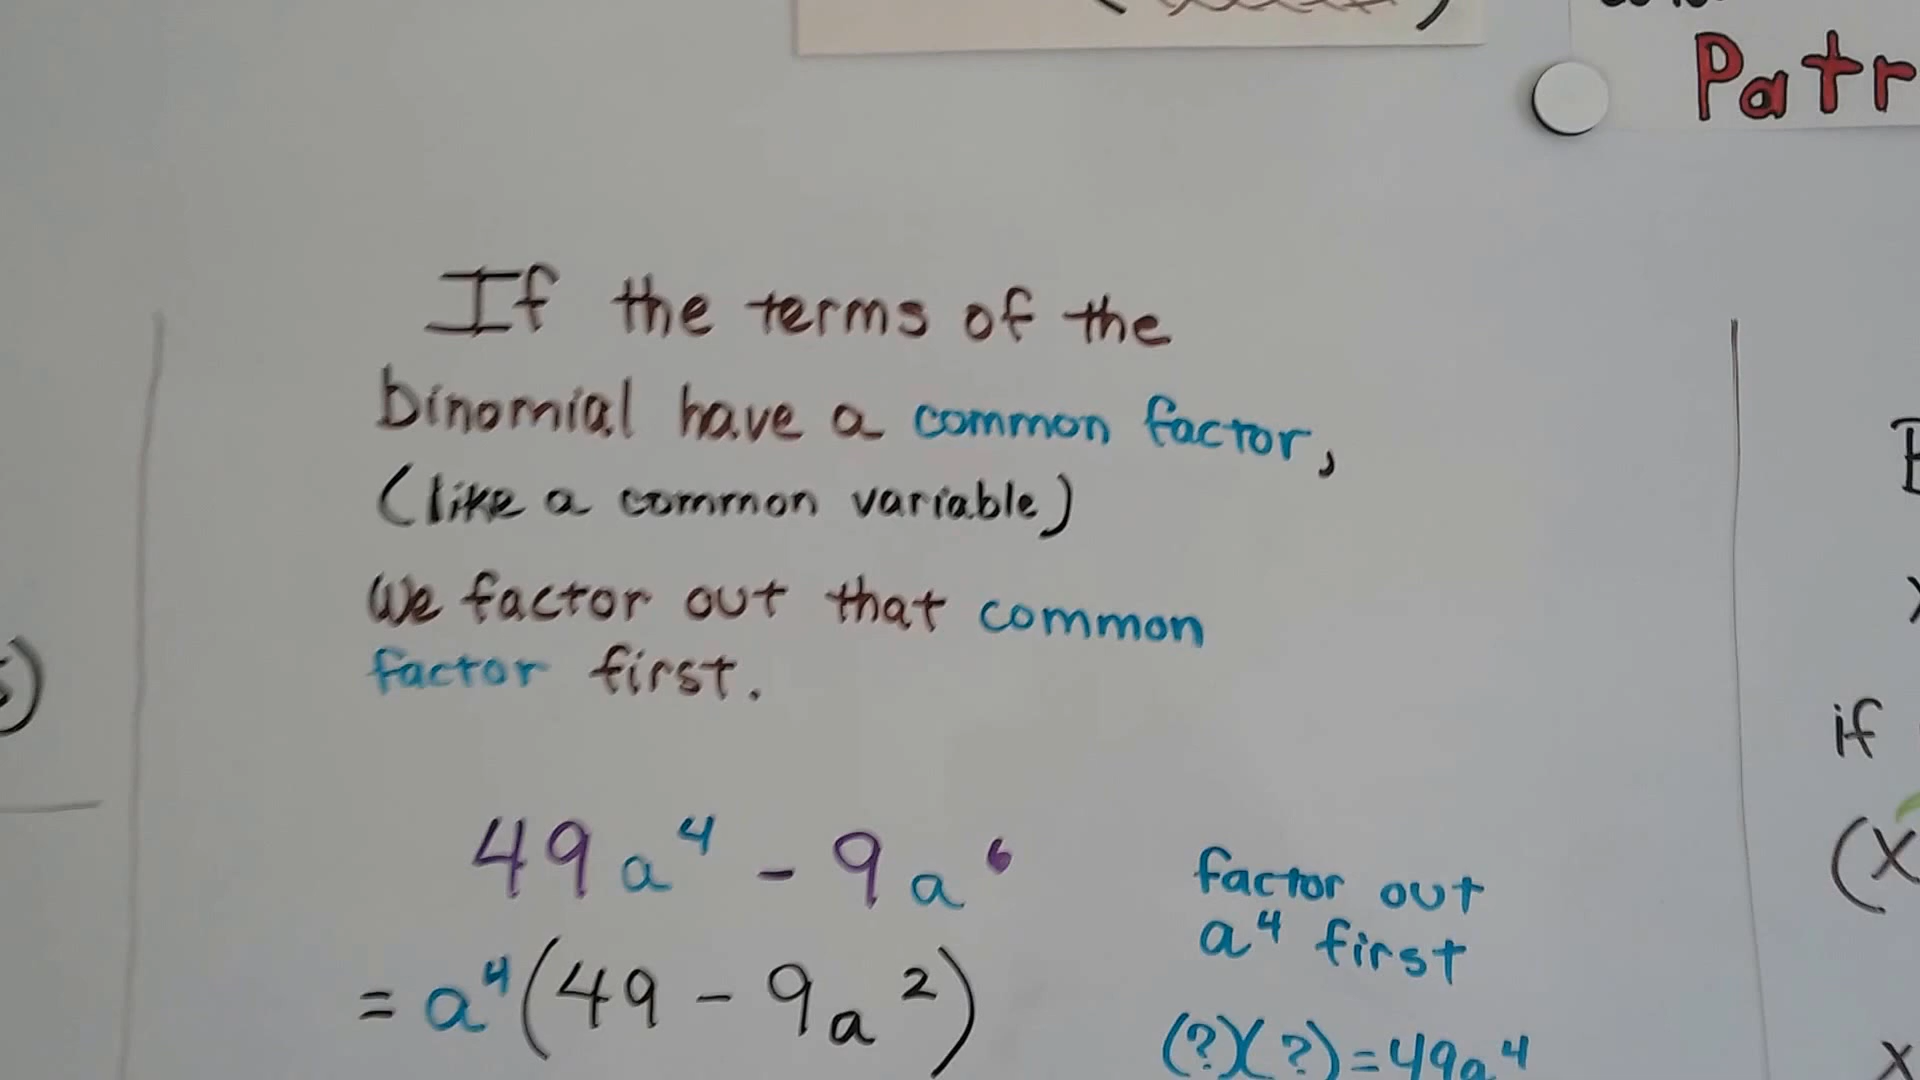 Patr
If the terms of the
binomial have a common factor,
(like a common variable)
We factor out that common
factor first.
49a⁴ - 9a⁶
= a⁴(49 - 9a²)
factor out
a⁴ first
(?)(?)=49a⁴
if
(x
x